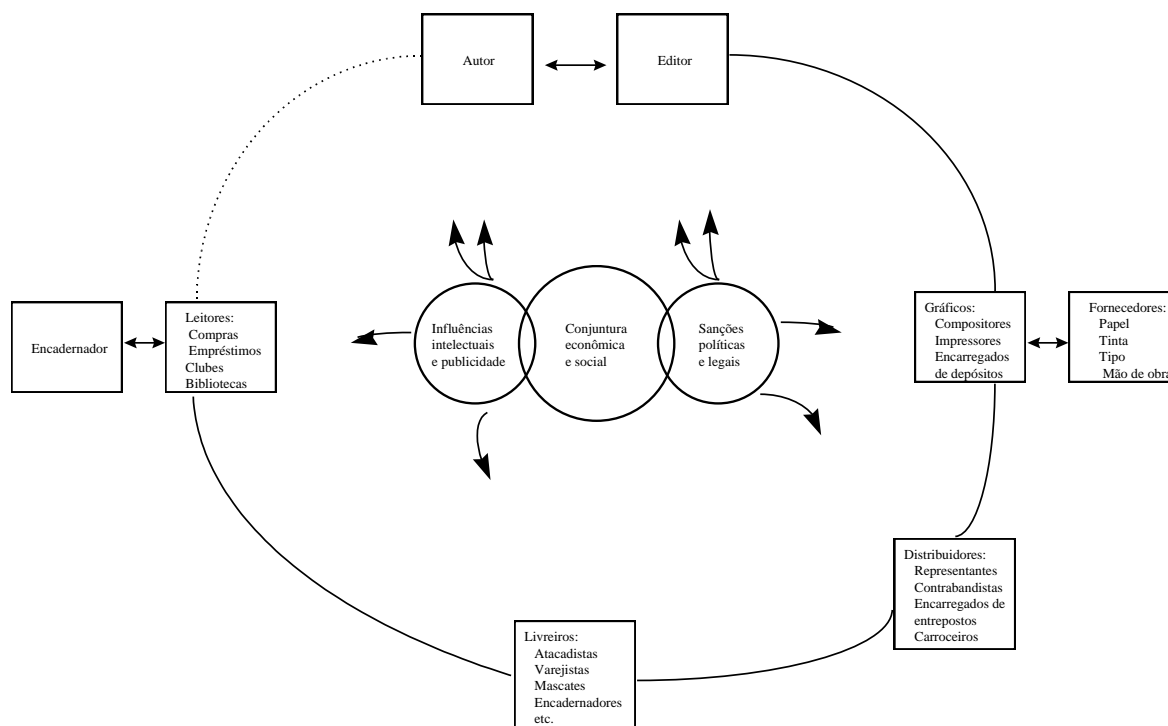 Autor
Editor
Influências
intelectuais
e publicidade
Conjuntura
econômica
e social
Sanções
políticas
e legais
Encadernador
Leitores:
Compras
Empréstimos
Clubes
Bibliotecas
Gráficos:
Compositores
Impressores
Encarregados
de depósitos
Fornecedores:
Papel
Tinta
Tipo
Mão de obra
Distribuidores:
Representantes
Contrabandistas
Encarregados de
entrepostos
Carroceiros
Livreiros:
Atacadistas
Varejistas
Mascates
Encadernadores
etc.